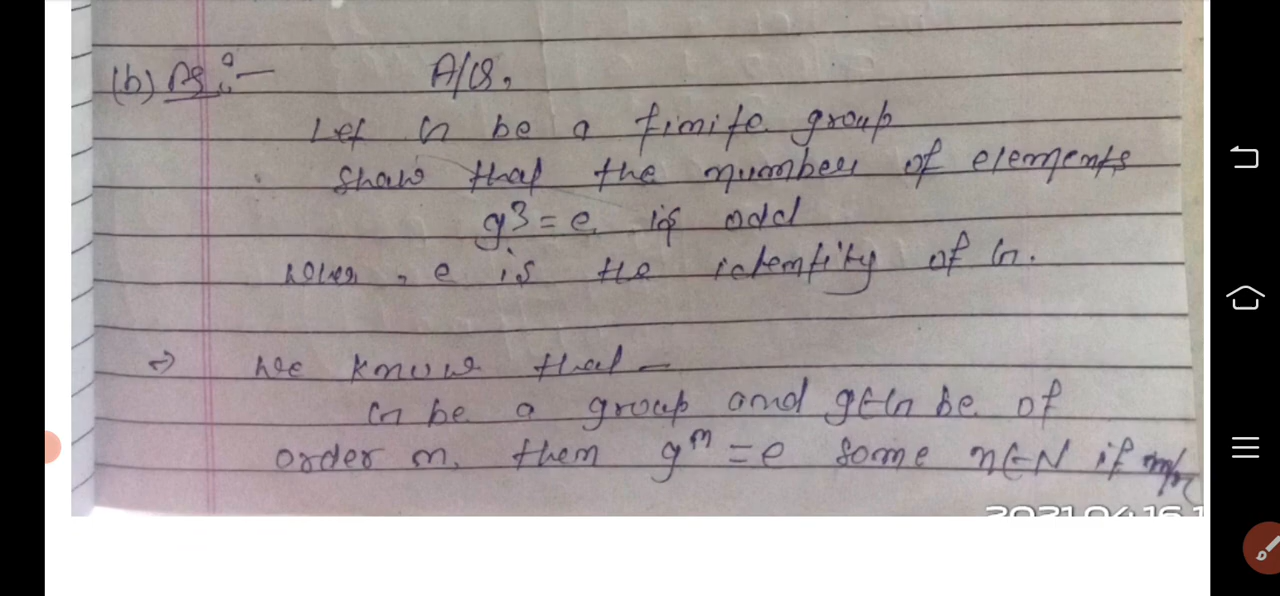 (b) As:-
A/Q,
Let G be a finite group
Show that the number of elements
g3 = e, is odd
where, e is the identity of G.
⇒ We know that -
G be a group and g∈G be of
order m, then g^n = e some n∈N if m/n